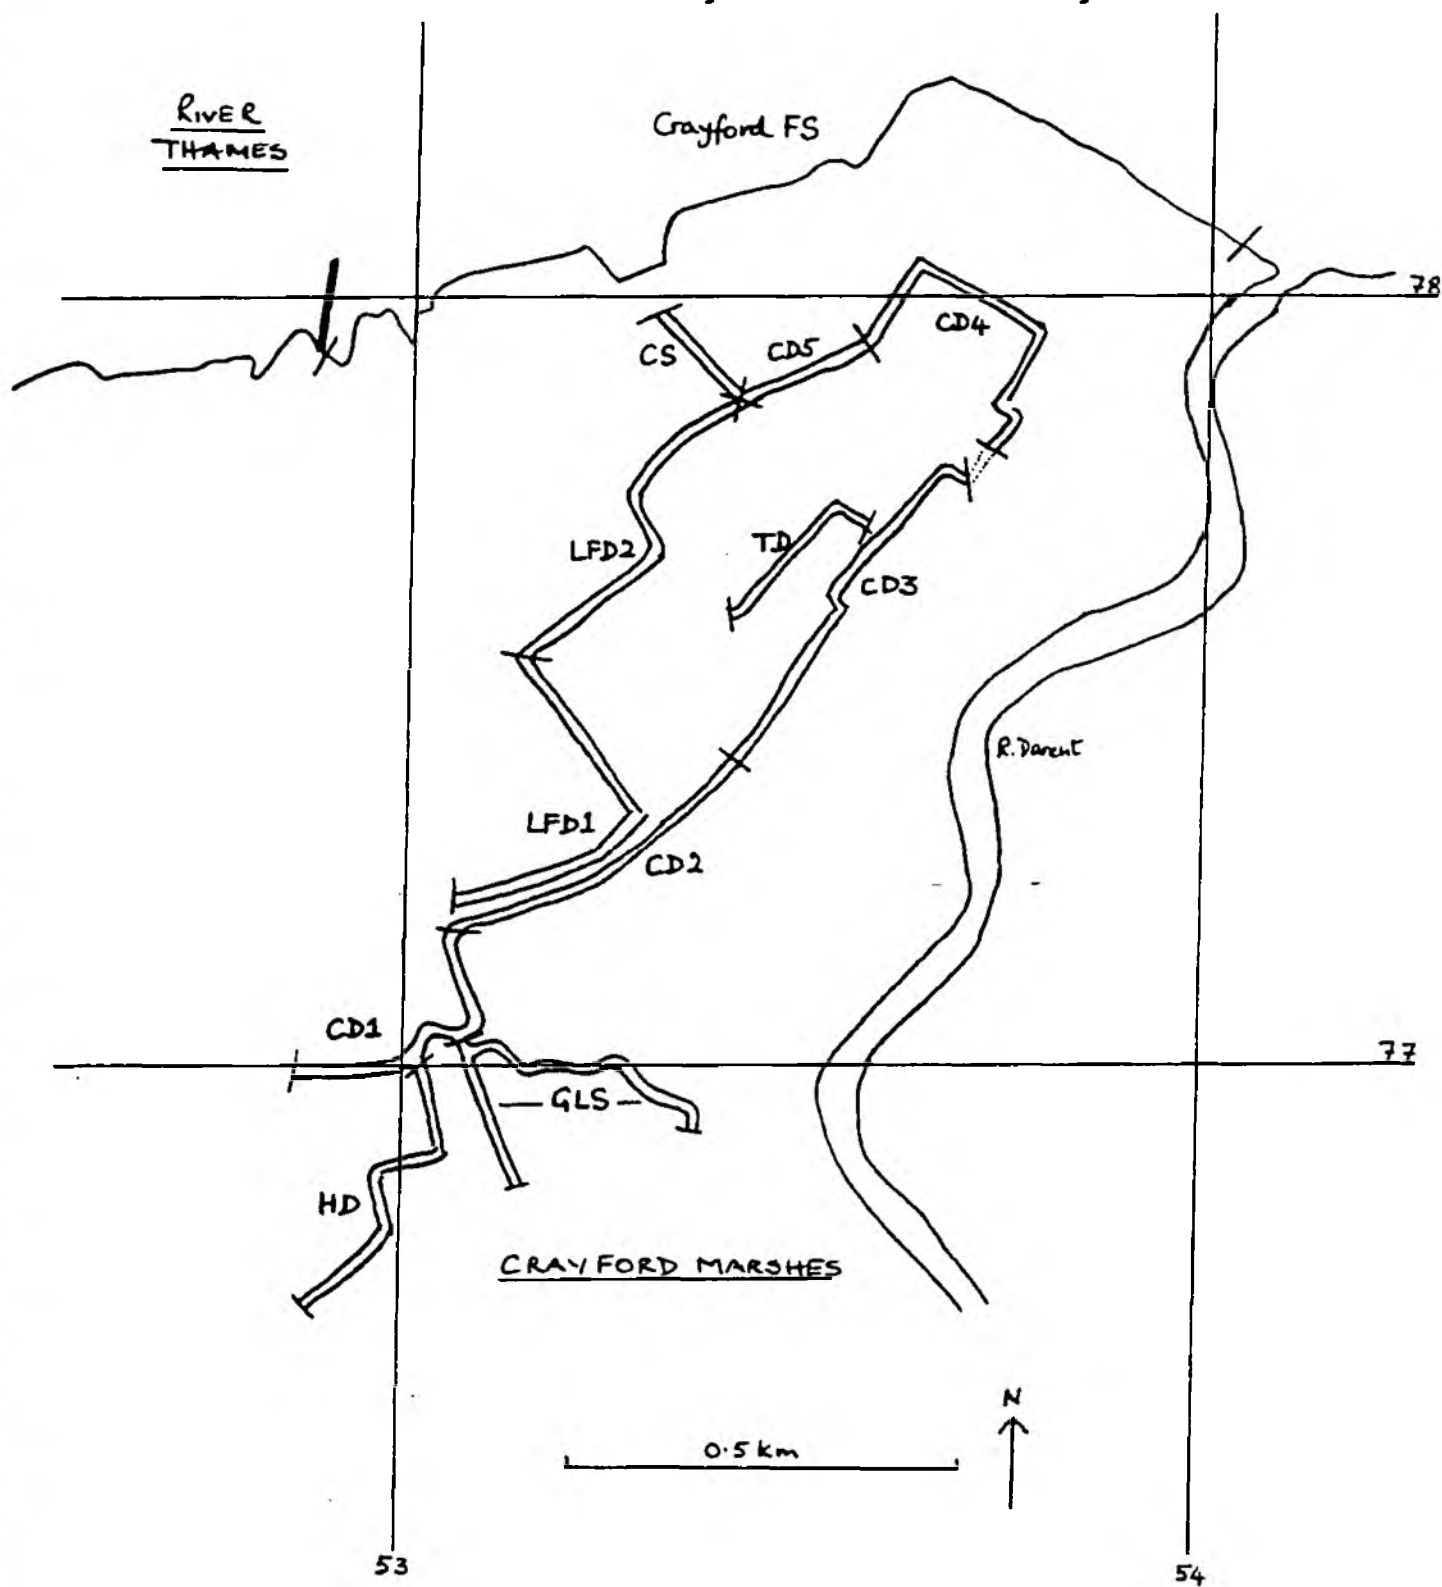 RIVER
THAMES
Crayford FS
78
CD4
CS
CD5
LFD2
TD
CD3
R. Darent
LFD1
CD2
CD1
77
GLS
HD
CRAYFORD MARSHES
N
0.5 km
53
54